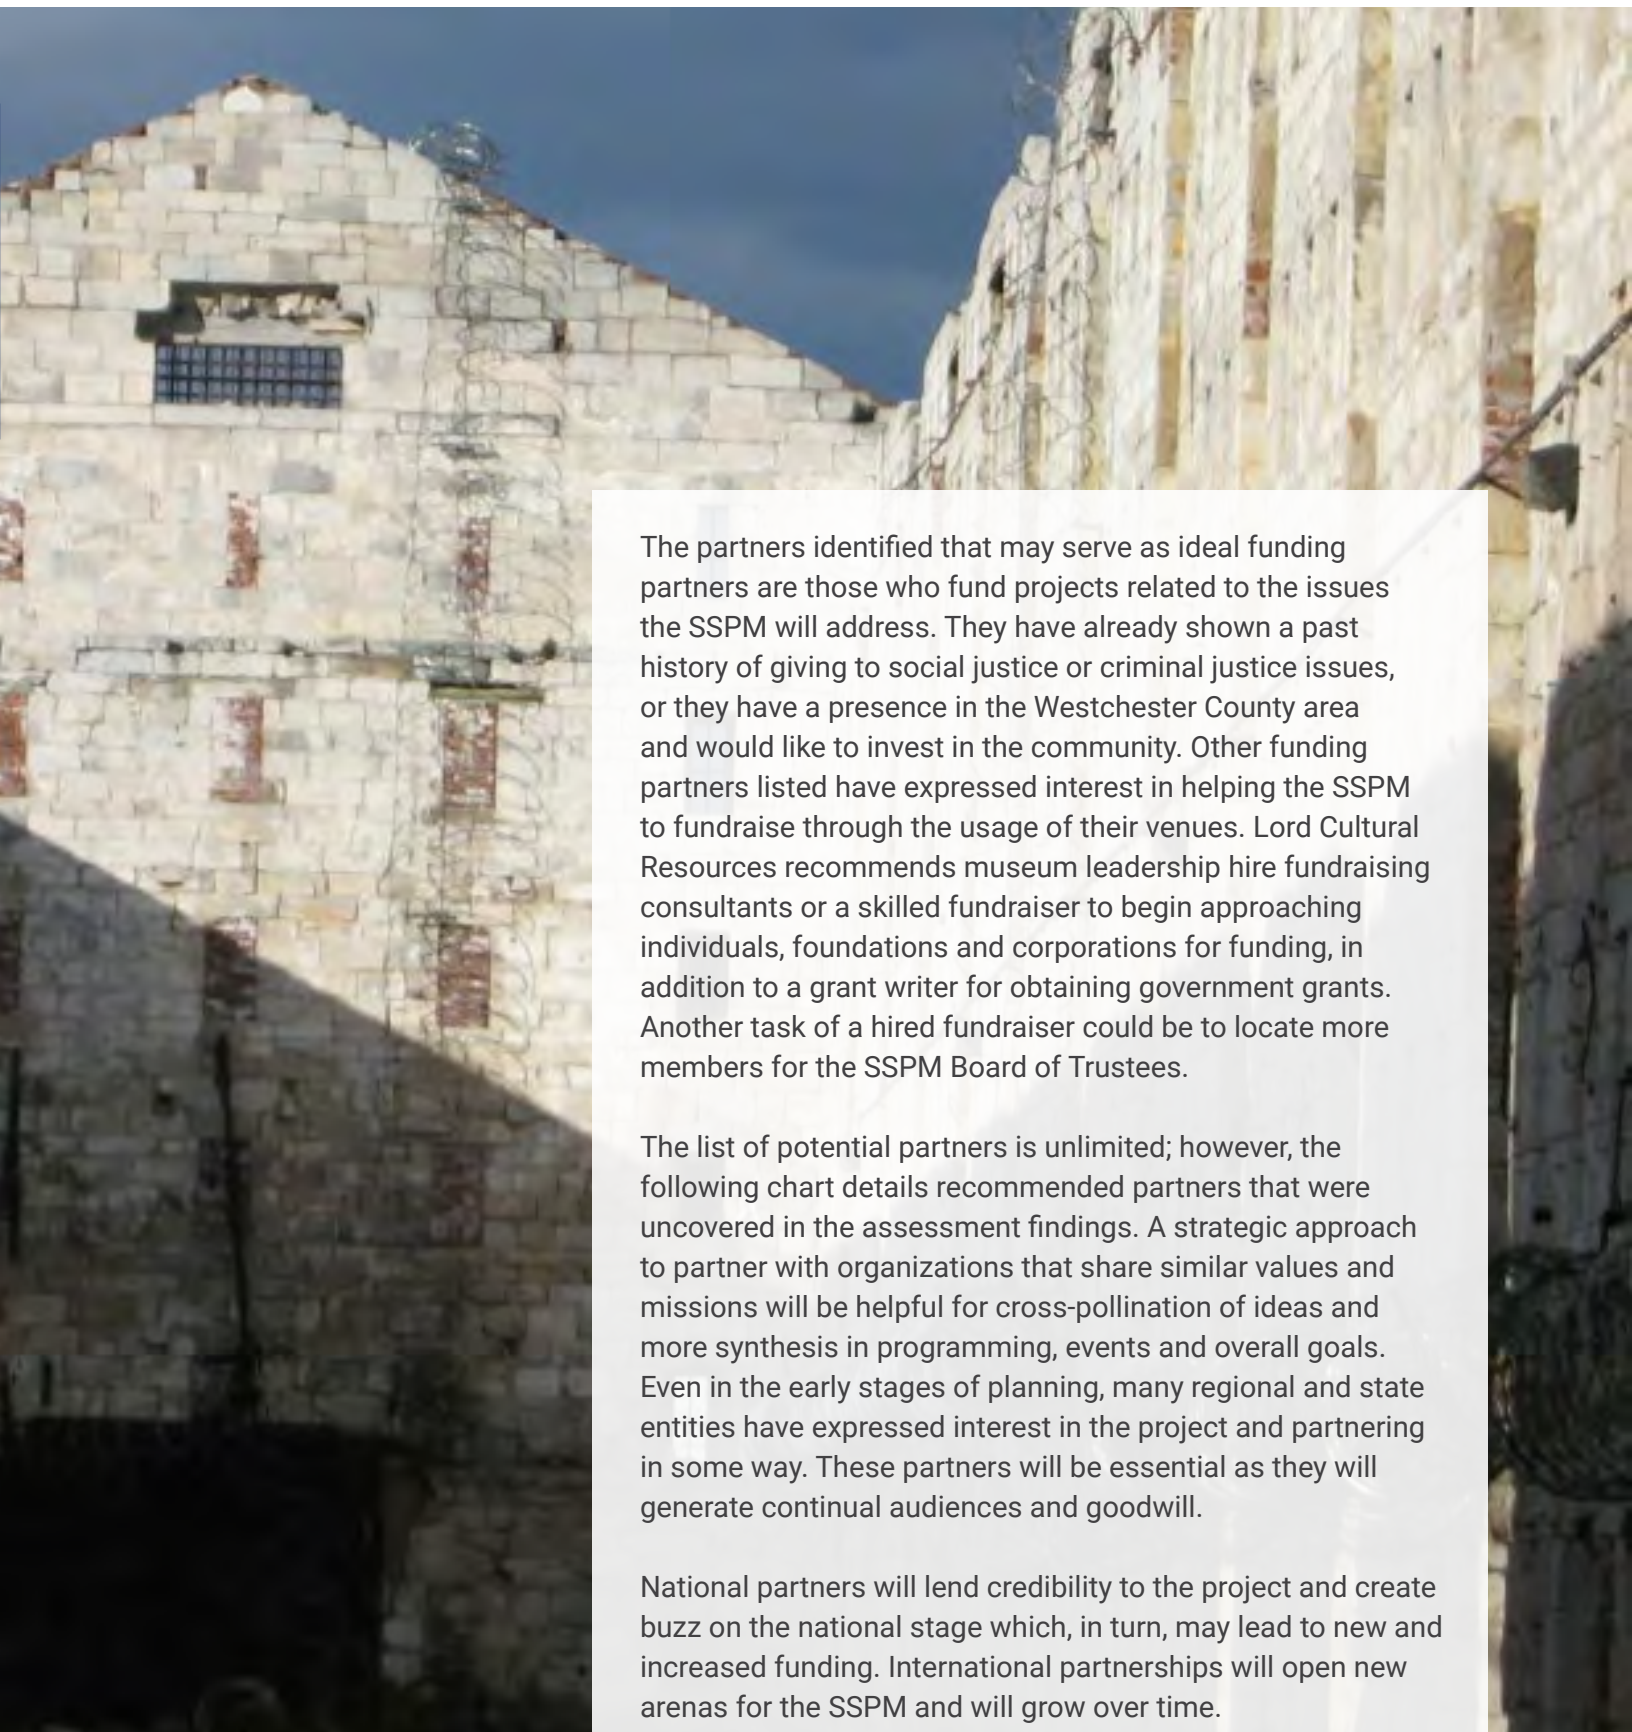 The partners identified that may serve as ideal funding
partners are those who fund projects related to the issues
the SSPM will address. They have already shown a past
history of giving to social justice or criminal justice issues,
or they have a presence in the Westchester County area
and would like to invest in the community. Other funding
partners listed have expressed interest in helping the SSPM
to fundraise through the usage of their venues. Lord Cultural
Resources recommends museum leadership hire fundraising
consultants or a skilled fundraiser to begin approaching
individuals, foundations and corporations for funding, in
addition to a grant writer for obtaining government grants.
Another task of a hired fundraiser could be to locate more
members for the SSPM Board of Trustees.
The list of potential partners is unlimited; however, the
following chart details recommended partners that were
uncovered in the assessment findings. A strategic approach
to partner with organizations that share similar values and
missions will be helpful for cross-pollination of ideas and
more synthesis in programming, events and overall goals.
Even in the early stages of planning, many regional and state
entities have expressed interest in the project and partnering
in some way. These partners will be essential as they will
generate continual audiences and goodwill.
National partners will lend credibility to the project and create
buzz on the national stage which, in turn, may lead to new and
increased funding. International partnerships will open new
arenas for the SSPM and will grow over time.